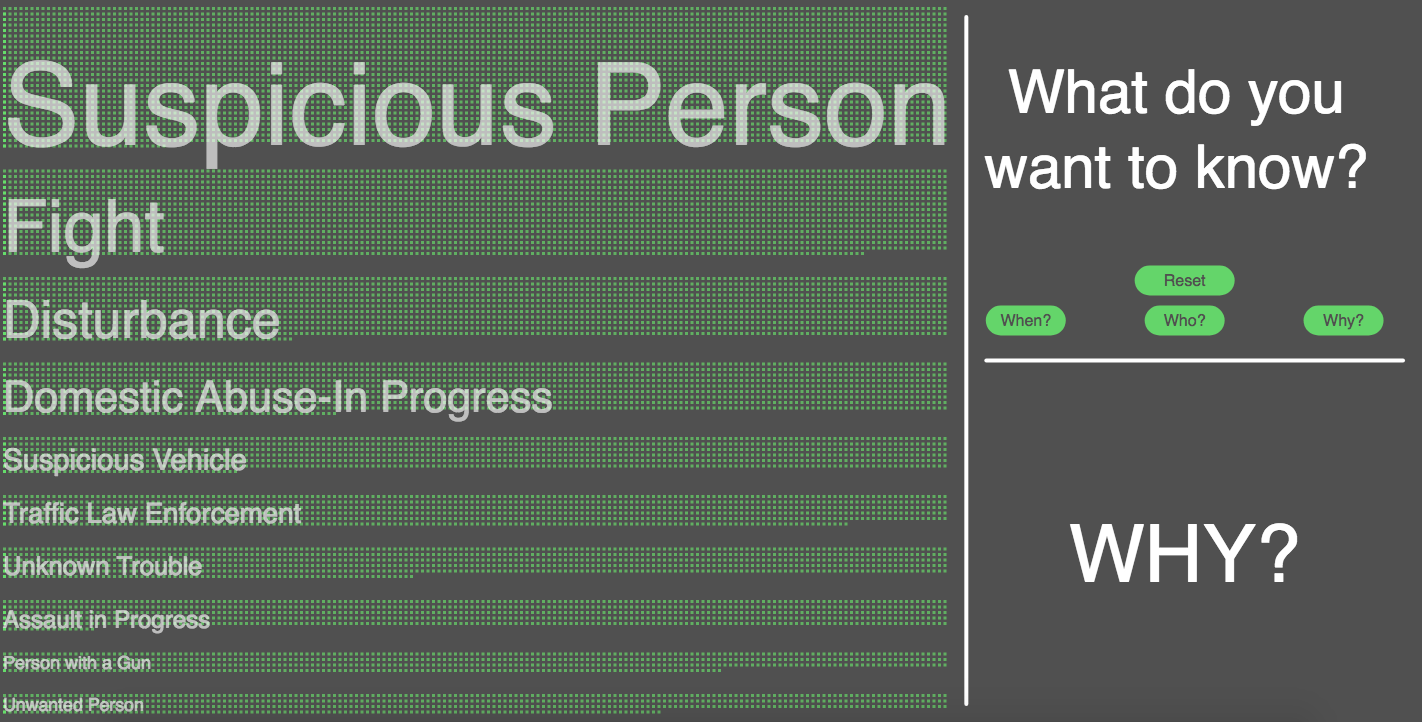 Suspicious Person
Fight
Disturbance
Domestic Abuse-In Progress
Suspicious Vehicle
Traffic Law Enforcement
Unknown Trouble
Assault in Progress
Person with a Gun
Unwanted Person
What do you
want to know?
Reset
When? Who? Why?
WHY?